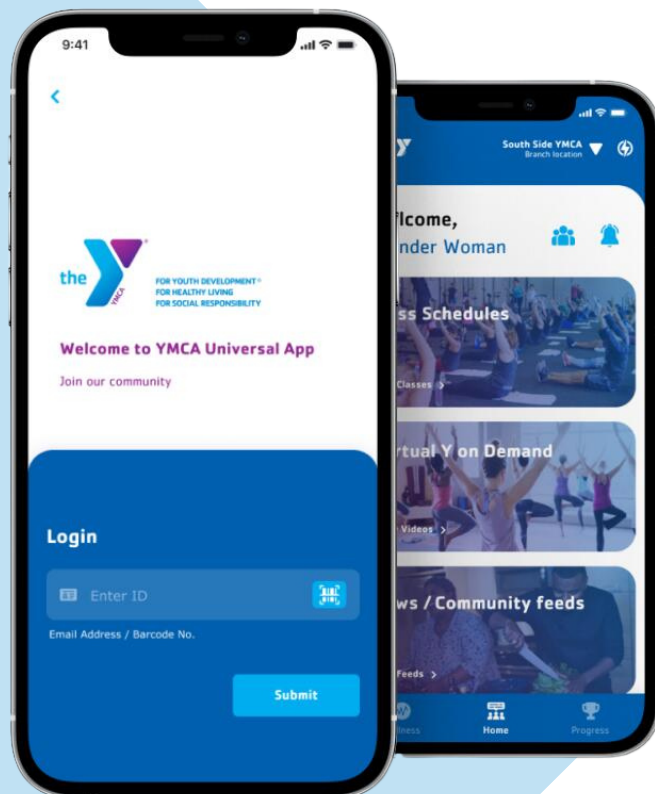 9:41
the
YMCA
FOR YOUTH DEVELOPMENT®
FOR HEALTHY LIVING
FOR SOCIAL RESPONSIBILITY
Welcome to YMCA Universal App
Join our community
Login
Enter ID
Email Address / Barcode No.
Submit
South Side YMCA
Branch location
lcome,
nder Woman
ss Schedules
Classes >
rtual Y on Demand
Videos >
ws / Community feeds
Feeds >
llness
Home
Progress